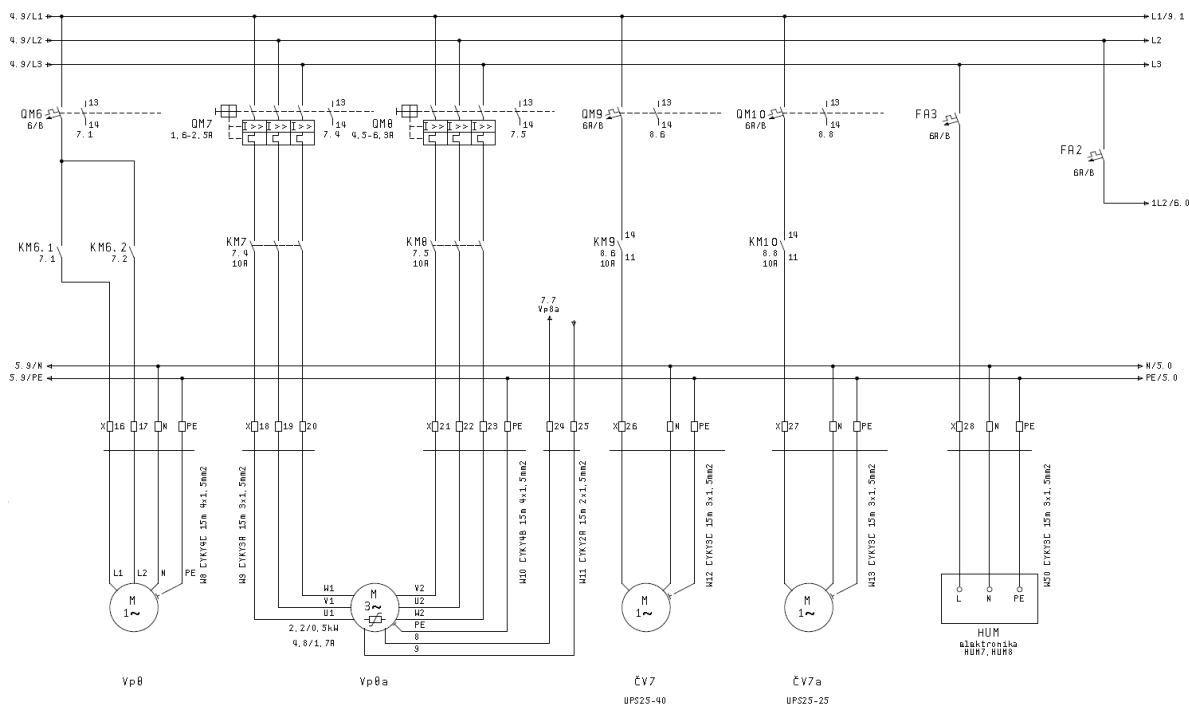 4.9/L1
L1/9.1
4.9/L2
L2
4.9/L3
L3
QM6
6/B
13
14
7.1
QM7
1,6-2,5A
I>> I>> I>>
13
14
7.4
QM8
4,5-6,3A
I>> I>> I>>
13
14
7.5
QM9
6A/B
13
14
8.6
QM10
6A/B
13
14
8.8
FA3
6A/B
FA2
6A/B
1L2/6.0
KM6.1
7.1
KM6.2
7.2
KM7
7.4
10A
KM8
7.5
10A
KM9
8.6
10A
14
11
KM10
8.8
10A
14
11
7.7
Vp8a
5.9/N
N/5.0
5.9/PE
PE/5.0
X 16 17 N PE
X 18 19 20
X 21 22 23 PE 24 25
X 26 N PE
X 27 N PE
X 28 N PE
W8 CYKY4C 15m 4x1,5mm2
W9 CYKY3A 15m 3x1,5mm2
W10 CYKY4B 15m 4x1,5mm2
W11 CYKY2A 15m 2x1,5mm2
W12 CYKY3C 15m 3x1,5mm2
W13 CYKY3C 15m 3x1,5mm2
W50 CYKY3C 15m 3x1,5mm2
L1 L2 N PE
M
1~
W1
V1
U1
M
3~
V2
U2
W2
PE
8
9
2,2/0,5kW
4,8/1,7A
M
1~
M
1~
L N PE
HUM
elektronika
HUM7,HUM8
Vp8
Vp8a
ČV7
UPS25-40
ČV7a
UPS25-25